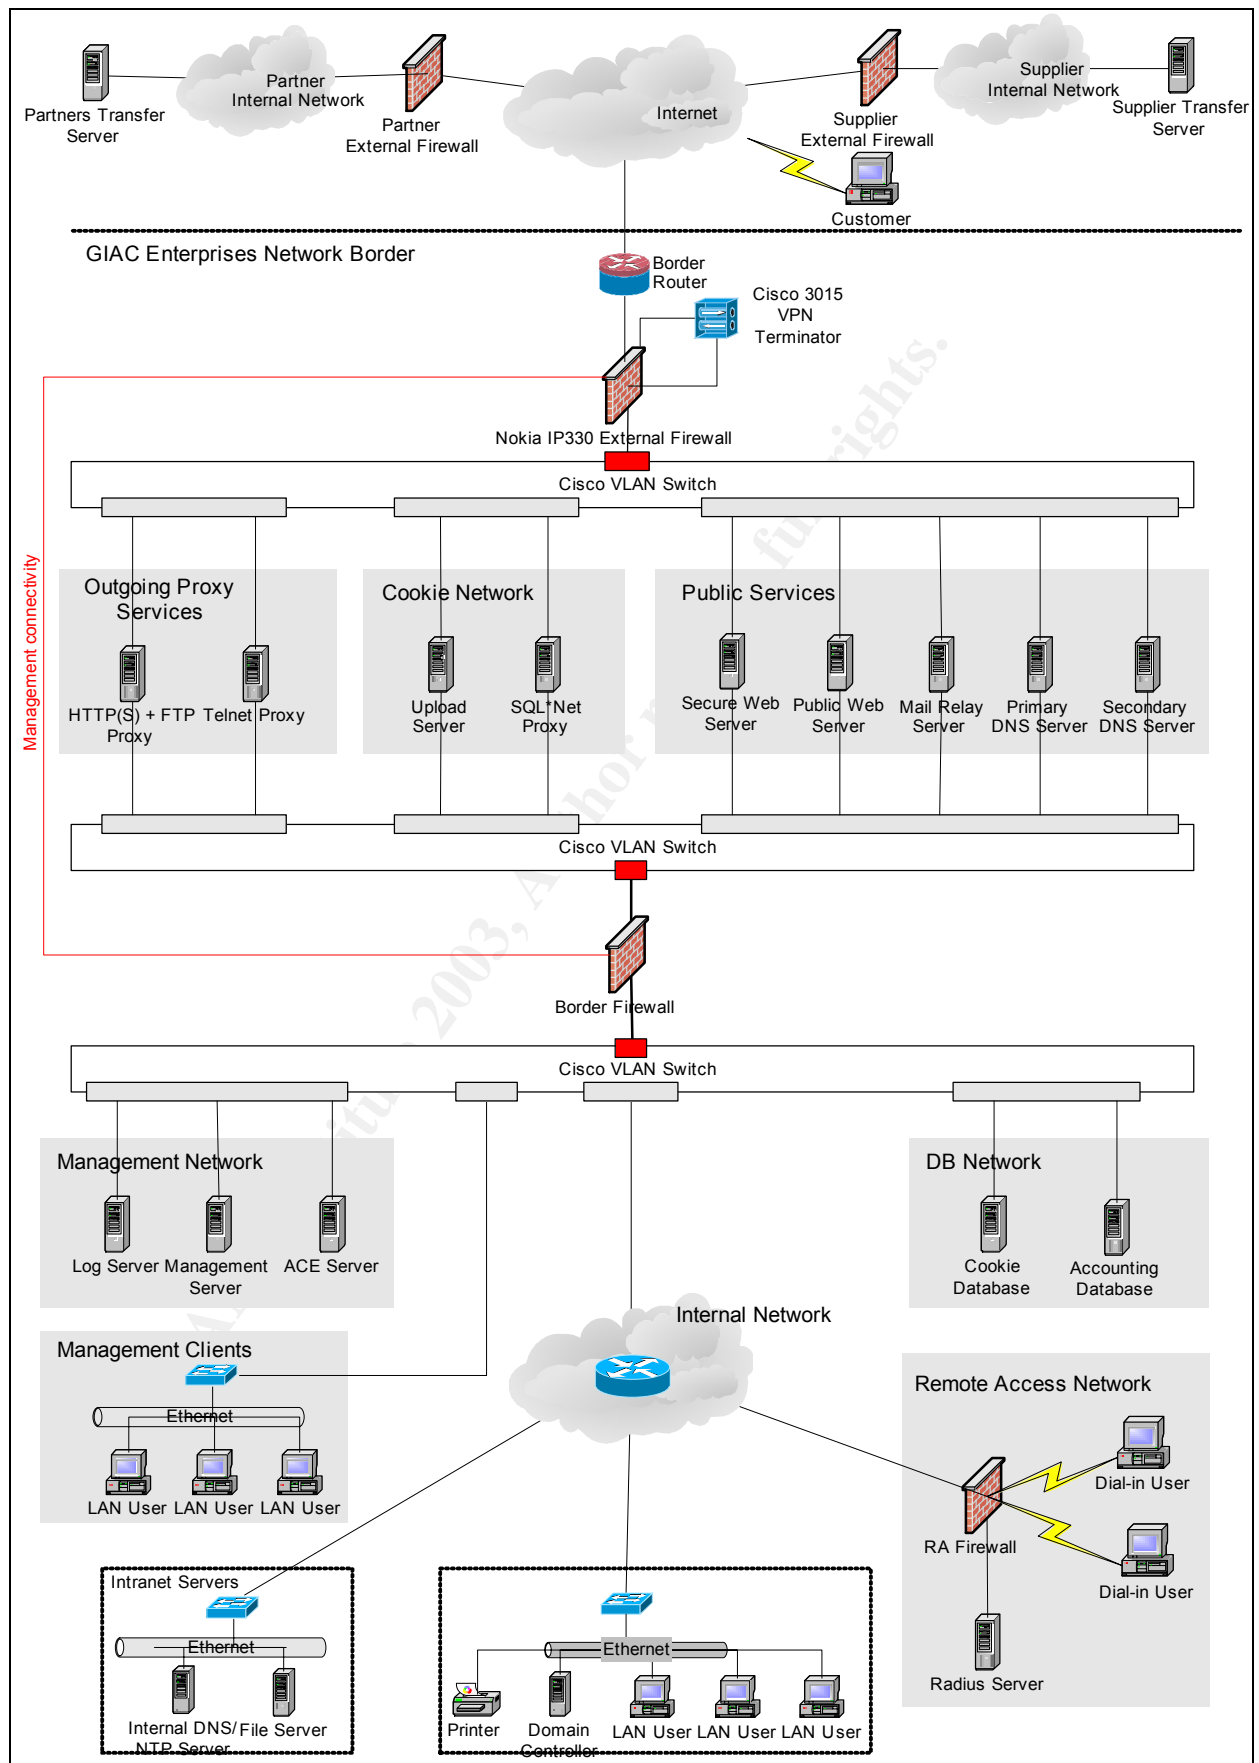 Partners Transfer
Server
Partner
Internal Network
Partner
External Firewall
Internet
Supplier
External Firewall
Supplier
Internal Network
Supplier Transfer
Server
Customer
GIAC Enterprises Network Border
Border
Router
Cisco 3015
VPN
Terminator
Nokia IP330 External Firewall
Cisco VLAN Switch
Management connectivity
Outgoing Proxy
Services
HTTP(S) + FTP
Proxy
Telnet Proxy
Cookie Network
Upload
Server
SQL*Net
Proxy
Public Services
Secure Web
Server
Public Web
Server
Mail Relay
Server
Primary
DNS Server
Secondary
DNS Server
Cisco VLAN Switch
Border Firewall
Cisco VLAN Switch
Management Network
Log Server
Management
Server
ACE Server
DB Network
Cookie
Database
Accounting
Database
Internal Network
Management Clients
Ethernet
LAN User
LAN User
LAN User
Remote Access Network
Dial-in User
RA Firewall
Dial-in User
Radius Server
Intranet Servers
Ethernet
Internal DNS/
NTP Server
File Server
Ethernet
Printer
Domain
Controller
LAN User
LAN User
LAN User
2003,
rights.